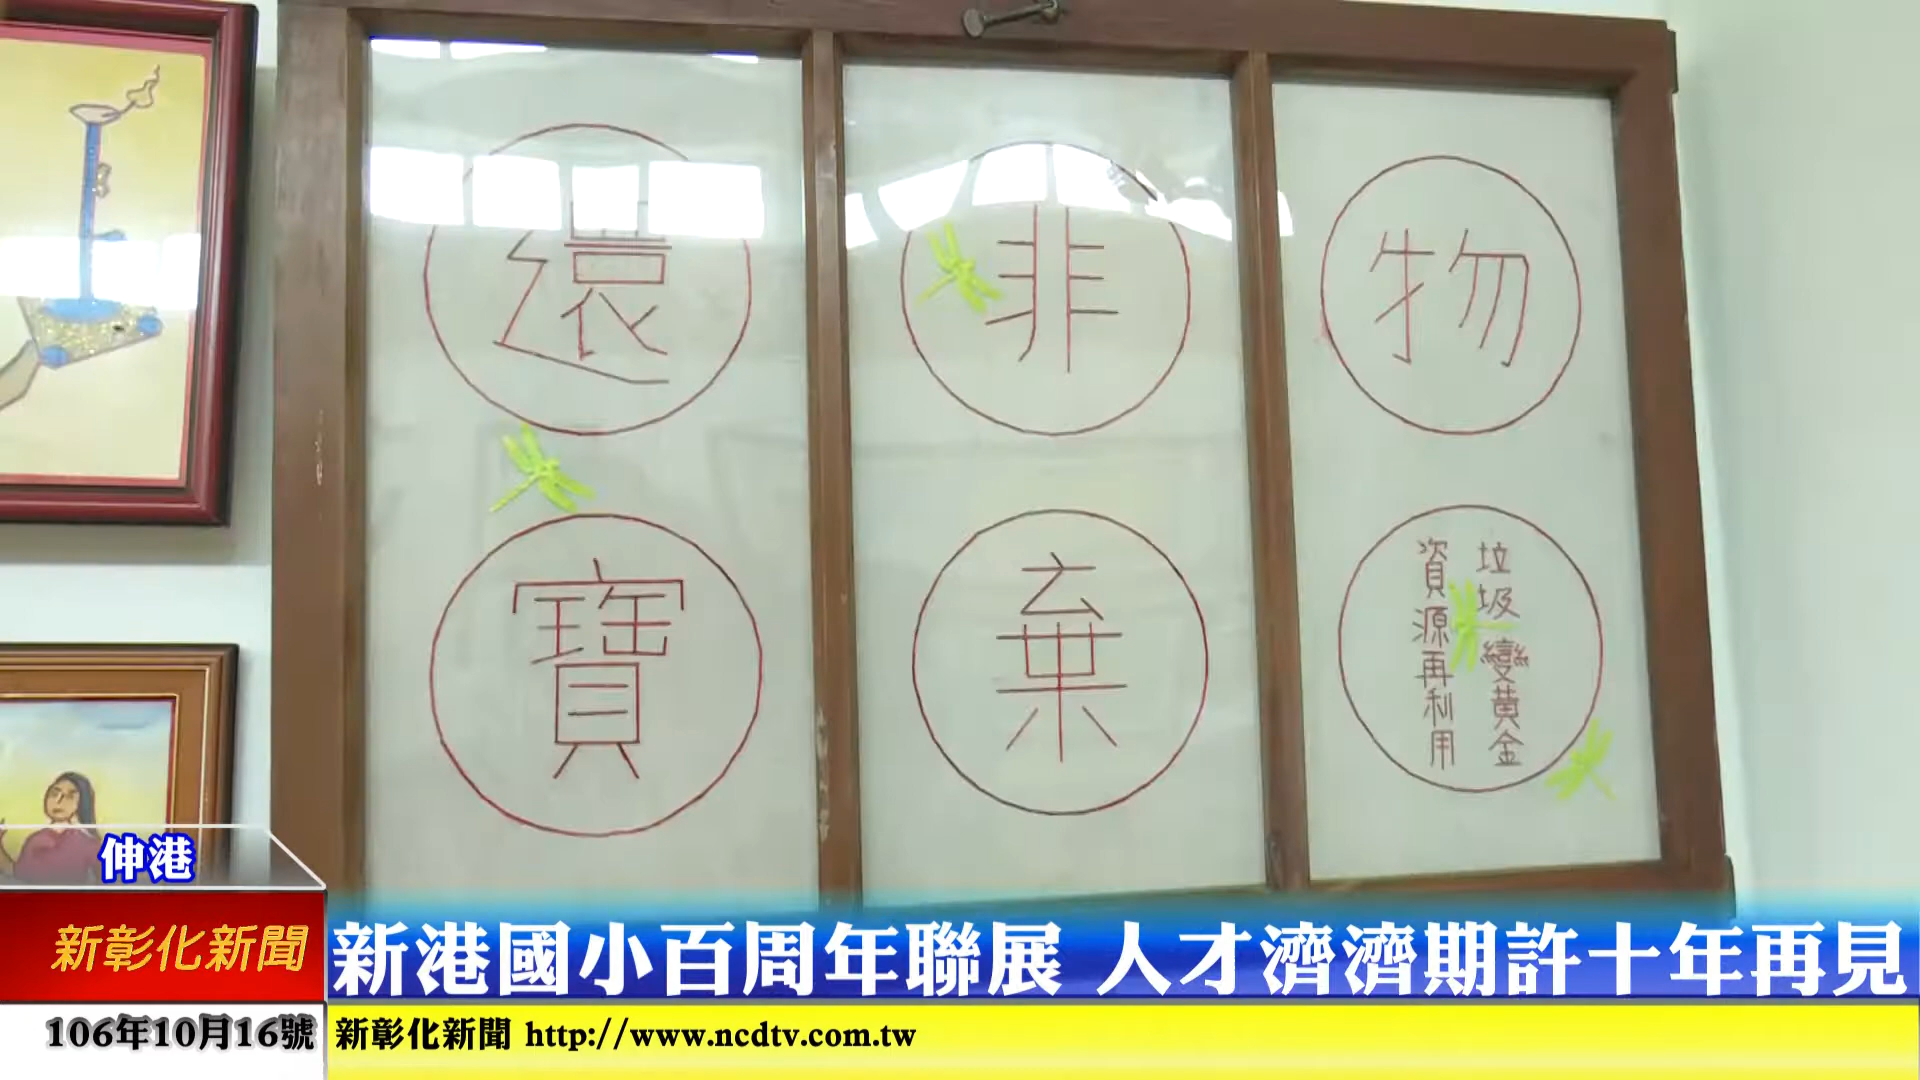 物
非
還
棄
寶
垃圾變黃金
資源再利用
伸港
新彰化新聞
新港國小百周年聯展 人才濟濟期許十年再見
106年10月16號
新彰化新聞 http://www.ncdtv.com.tw